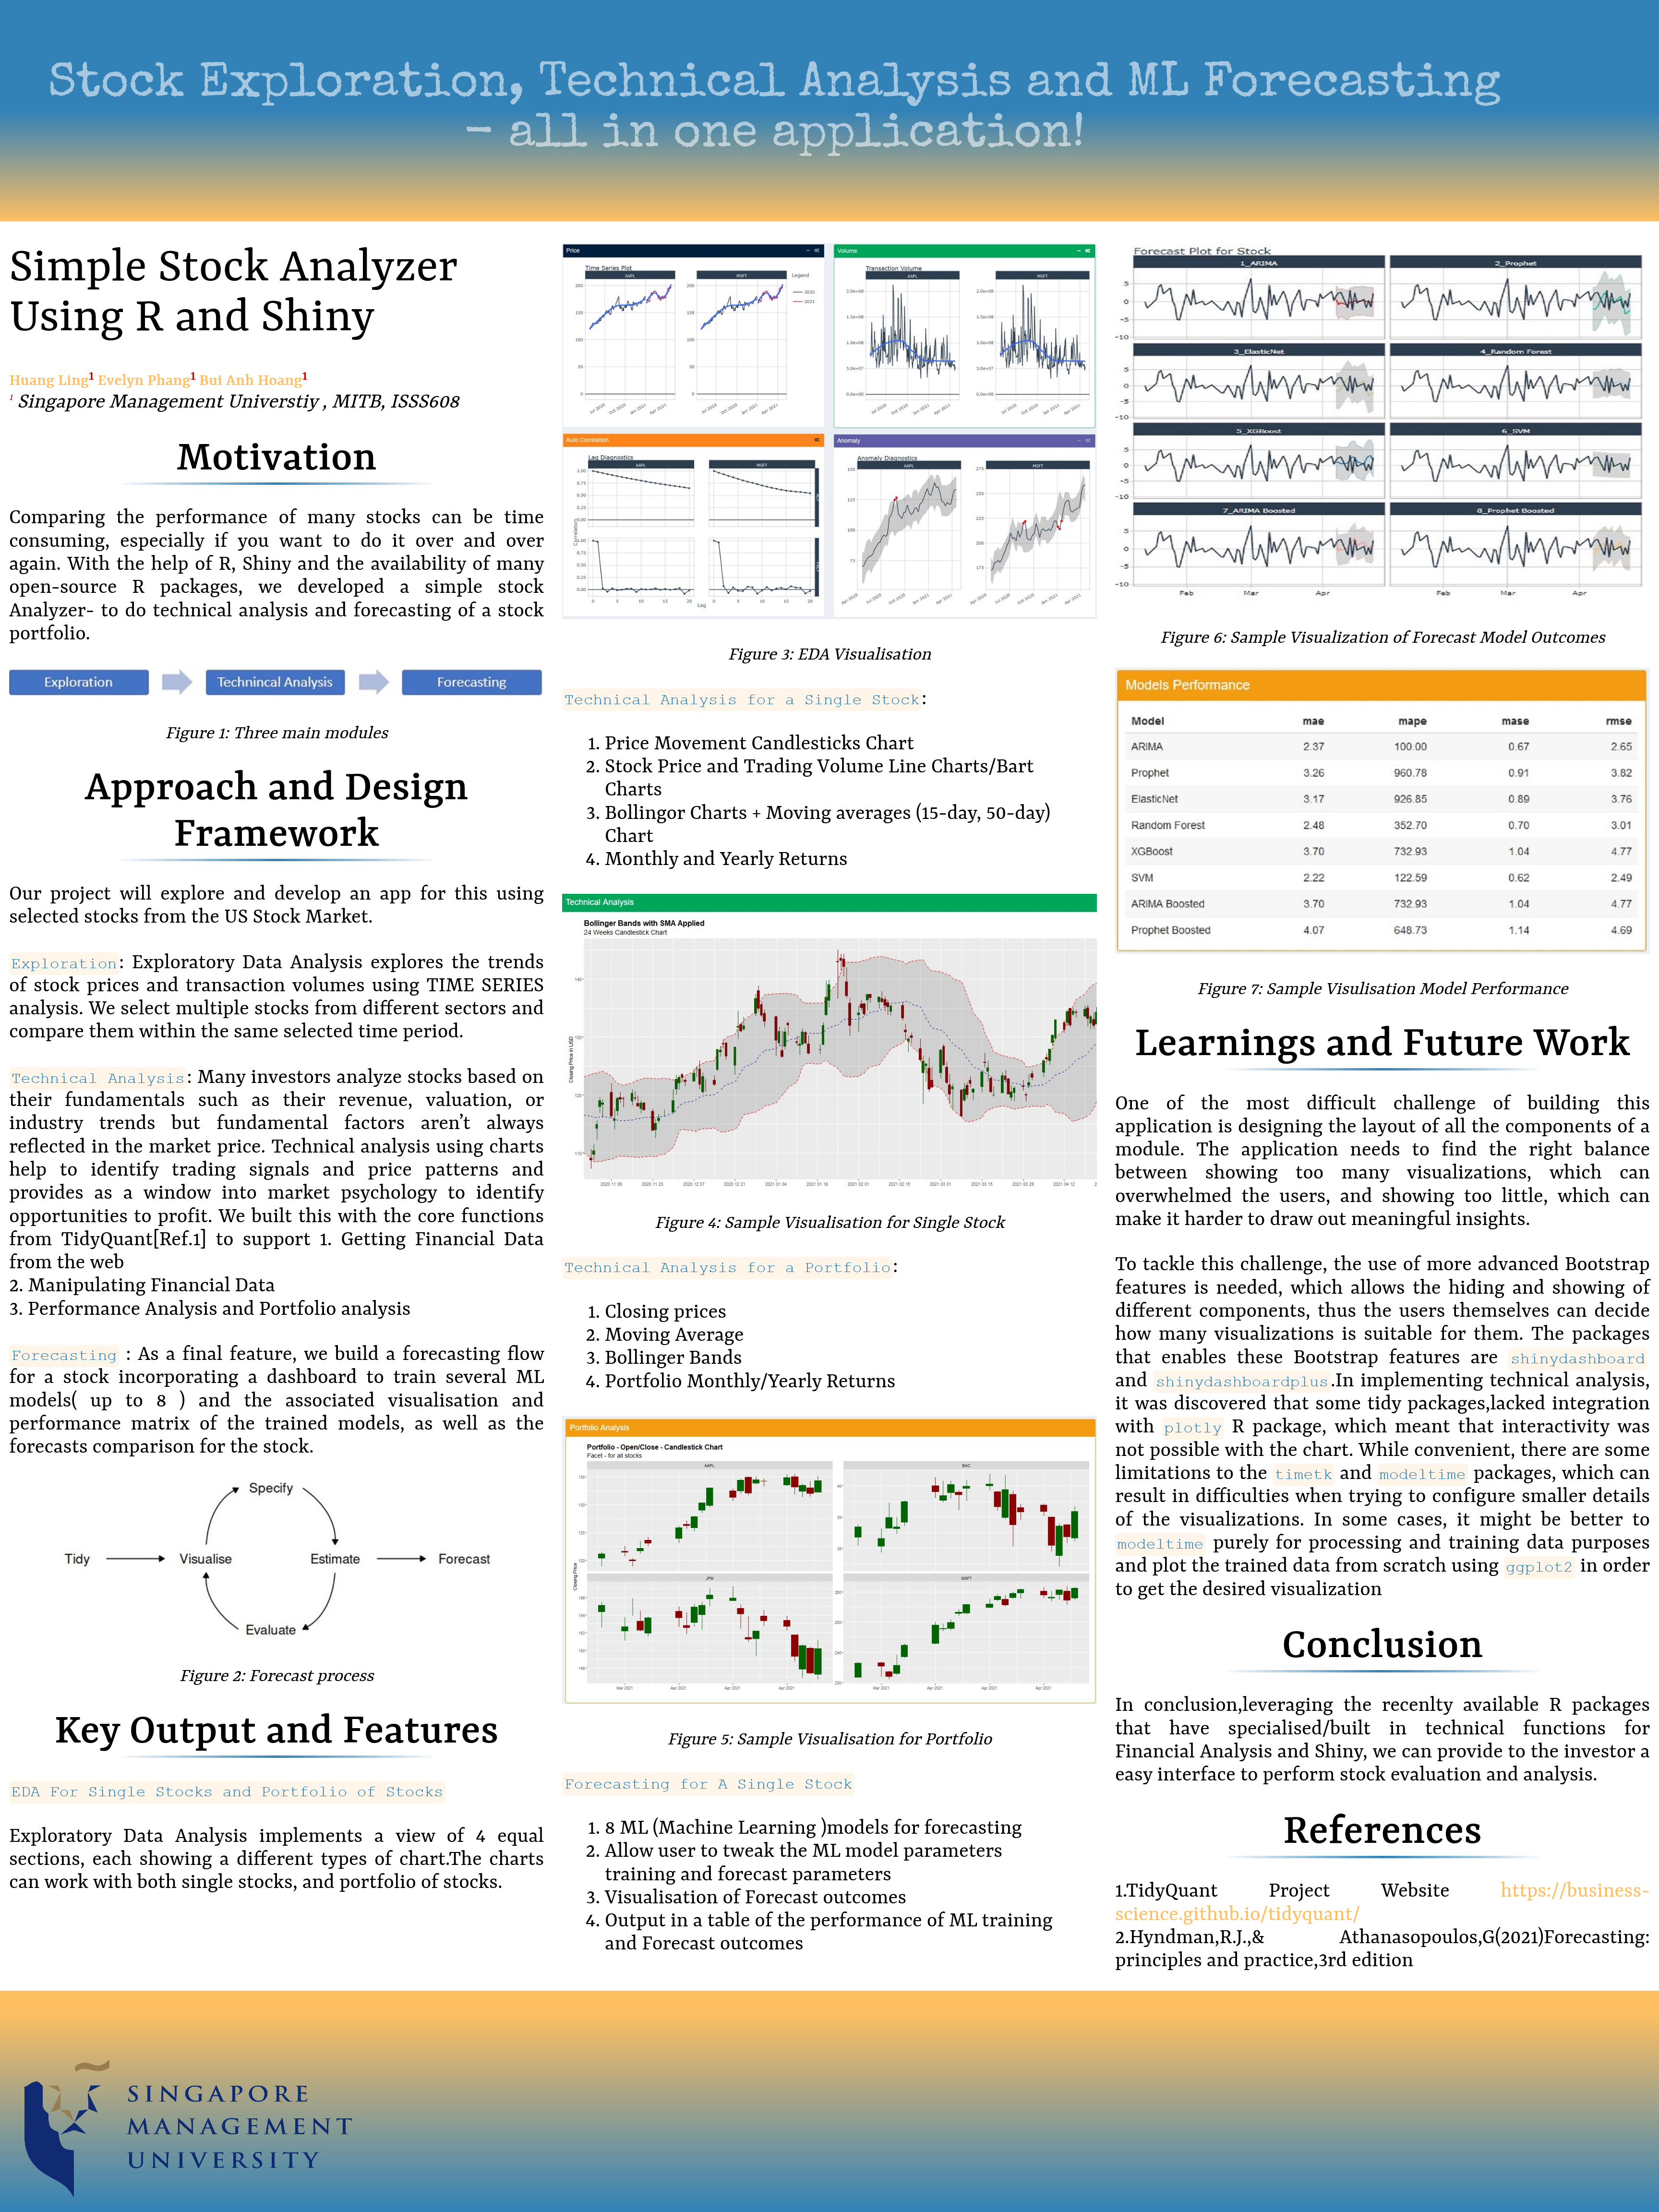 Stock Exploration, Technical Analysis and ML Forecasting
- all in one application!
Simple Stock Analyzer
Using R and Shiny
Huang Ling1 Evelyn Phang1 Bui Anh Hoang1
1 Singapore Management Universtiy , MITB, ISSS608
Motivation
Comparing the performance of many stocks can be time
consuming, especially if you want to do it over and over
again. With the help of R, Shiny and the availability of many
open-source R packages, we developed a simple stock
Analyzer- to do technical analysis and forecasting of a stock
portfolio.
Exploration
Technincal Analysis
Forecasting
Figure 1: Three main modules
Approach and Design
Framework
Our project will explore and develop an app for this using
selected stocks from the US Stock Market.
Exploration: Exploratory Data Analysis explores the trends
of stock prices and transaction volumes using TIME SERIES
analysis. We select multiple stocks from different sectors and
compare them within the same selected time period.
Technical Analysis: Many investors analyze stocks based on
their fundamentals such as their revenue, valuation, or
industry trends but fundamental factors aren't always
reflected in the market price. Technical analysis using charts
help to identify trading signals and price patterns and
provides as a window into market psychology to identify
opportunities to profit. We built this with the core functions
from TidyQuant[Ref.1] to support 1. Getting Financial Data
from the web
2. Manipulating Financial Data
3. Performance Analysis and Portfolio analysis
Forecasting : As a final feature, we build a forecasting flow
for a stock incorporating a dashboard to train several ML
models( up to 8 ) and the associated visualisation and
performance matrix of the trained models, as well as the
forecasts comparison for the stock.
Specify
Tidy
Visualise
Estimate
Forecast
Evaluate
Figure 2: Forecast process
Key Output and Features
EDA For Single Stocks and Portfolio of Stocks
Exploratory Data Analysis implements a view of 4 equal
sections, each showing a different types of chart.The charts
can work with both single stocks, and portfolio of stocks.
Price
Time Series Plot
AAPL
MSFT
Legend
2020
2021
Volume
Transaction Volume
AAPL
MSFT
Auto Correlation
Lag Diagnostics
AAPL
MSFT
Correlation
Lag
Anomaly
Anomaly Diagnostics
AAPL
MSFT
Figure 3: EDA Visualisation
Technical Analysis for a Single Stock:
1. Price Movement Candlesticks Chart
2. Stock Price and Trading Volume Line Charts/Bart
Charts
3. Bollingor Charts + Moving averages (15-day, 50-day)
Chart
4. Monthly and Yearly Returns
Technical Analysis
Bollinger Bands with SMA Applied
24 Weeks Candlestick Chart
Closing Price in USD
Figure 4: Sample Visualisation for Single Stock
Technical Analysis for a Portfolio:
1. Closing prices
2. Moving Average
3. Bollinger Bands
4. Portfolio Monthly/Yearly Returns
Portfolio Analysis
Portfolio - Open/Close - Candlestick Chart
Facet - for all stocks
AAPL
BAC
JPM
MSFT
Closing Price
Figure 5: Sample Visualisation for Portfolio
Forecasting for A Single Stock
1. 8 ML (Machine Learning )models for forecasting
2. Allow user to tweak the ML model parameters
training and forecast parameters
3. Visualisation of Forecast outcomes
4. Output in a table of the performance of ML training
and Forecast outcomes
Forecast Plot for Stock
1_ARIMA
2_Prophet
3_ElasticNet
4_Random Forest
5_XGBoost
6_SVM
7_ARIMA Boosted
8_Prophet Boosted
Feb Mar Apr Feb Mar Apr
Figure 6: Sample Visualization of Forecast Model Outcomes
Models Performance
Model mae mape mase rmse
ARIMA 2.37 100.00 0.67 2.65
Prophet 3.26 960.78 0.91 3.82
ElasticNet 3.17 926.85 0.89 3.76
Random Forest 2.48 352.70 0.70 3.01
XGBoost 3.70 732.93 1.04 4.77
SVM 2.22 122.59 0.62 2.49
ARIMA Boosted 3.70 732.93 1.04 4.77
Prophet Boosted 4.07 648.73 1.14 4.69
Figure 7: Sample Visulisation Model Performance
Learnings and Future Work
One of the most difficult challenge of building this
application is designing the layout of all the components of a
module. The application needs to find the right balance
between showing too many visualizations, which can
overwhelmed the users, and showing too little, which can
make it harder to draw out meaningful insights.
To tackle this challenge, the use of more advanced Bootstrap
features is needed, which allows the hiding and showing of
different components, thus the users themselves can decide
how many visualizations is suitable for them. The packages
that enables these Bootstrap features are shinydashboard
and shinydashboardplus.In implementing technical analysis,
it was discovered that some tidy packages,lacked integration
with plotly R package, which meant that interactivity was
not possible with the chart. While convenient, there are some
limitations to the timetk and modeltime packages, which can
result in difficulties when trying to configure smaller details
of the visualizations. In some cases, it might be better to
modeltime purely for processing and training data purposes
and plot the trained data from scratch using ggplot2 in order
to get the desired visualization
Conclusion
In conclusion,leveraging the recenlty available R packages
that have specialised/built in technical functions for
Financial Analysis and Shiny, we can provide to the investor a
easy interface to perform stock evaluation and analysis.
References
1.TidyQuant Project Website https://business-
science.github.io/tidyquant/
2.Hyndman,R.J.,& Athanasopoulos,G(2021)Forecasting:
principles and practice,3rd edition
SINGAPORE
MANAGEMENT
UNIVERSITY